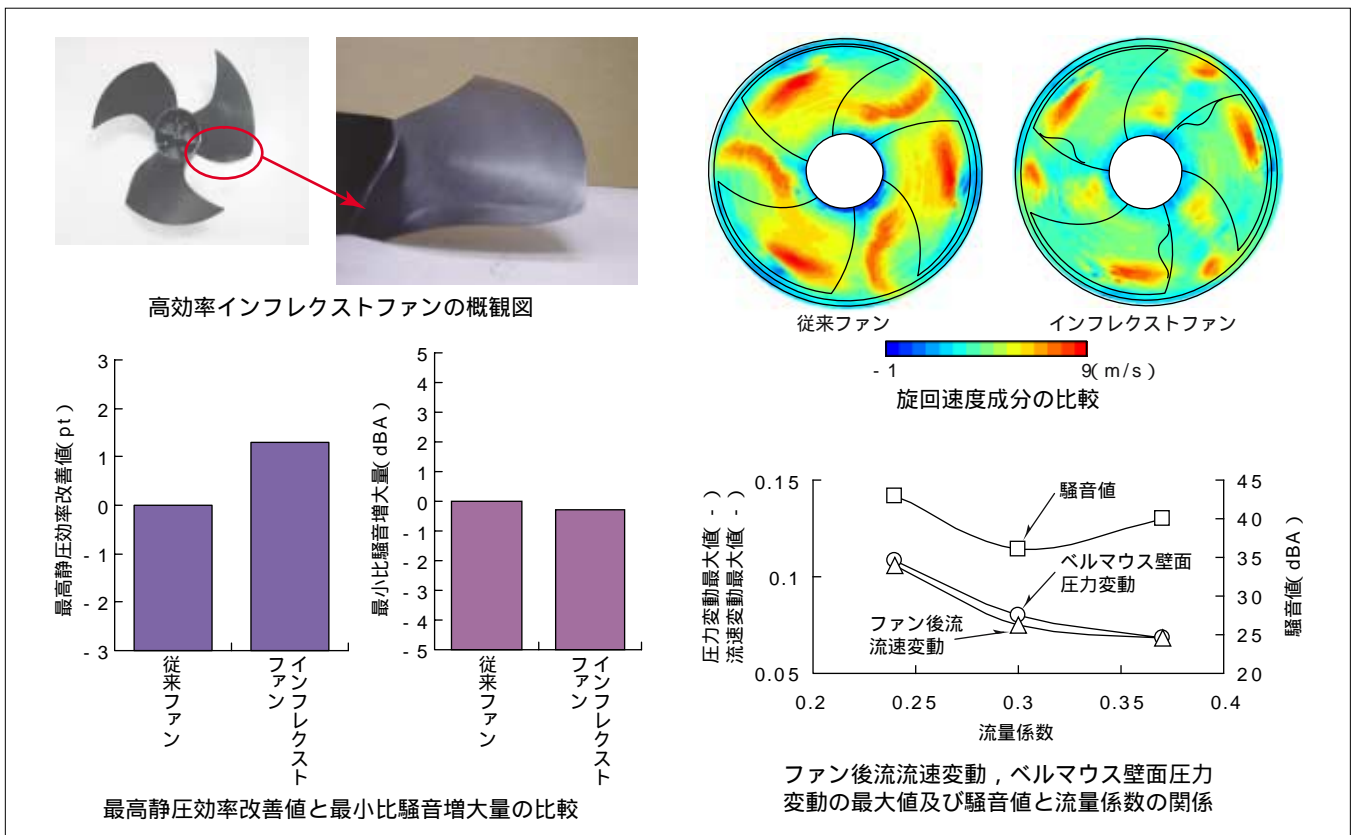 高効率インフレクストファンの概観図
従来ファン
インフレクストファン
- 1
9( m/s )
旋回速度成分の比較
最高静圧効率改善値( pt )
3
2
1
0
- 1
- 2
- 3
従来ファン
インフレクスト
ファン
最小比騒音増大量( dBA )
5
4
3
2
1
0
- 1
- 2
- 3
- 4
- 5
従来ファン
インフレクスト
ファン
最高静圧効率改善値と最小比騒音増大量の比較
圧力変動最大値( - )
流速変動最大値( - )
0.15
0.1
0.05
騒音値
ベルマウス壁面
圧力変動
ファン後流
流速変動
45
40
35
30
25
20
騒音値( dBA )
0.2
0.25
0.3
0.35
0.4
流量係数
ファン後流流速変動，ベルマウス壁面圧力
変動の最大値及び騒音値と流量係数の関係